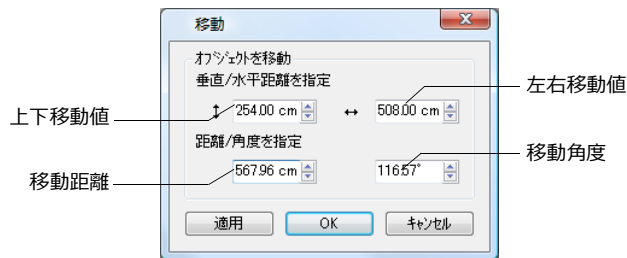 移動
オブジェクトを移動
垂直/水平距離を指定
左右移動値
254.00 cm 508.00 cm
上下移動値
距離/角度を指定
移動角度
567.96 cm 116.57°
移動距離
適用 OK キャンセル